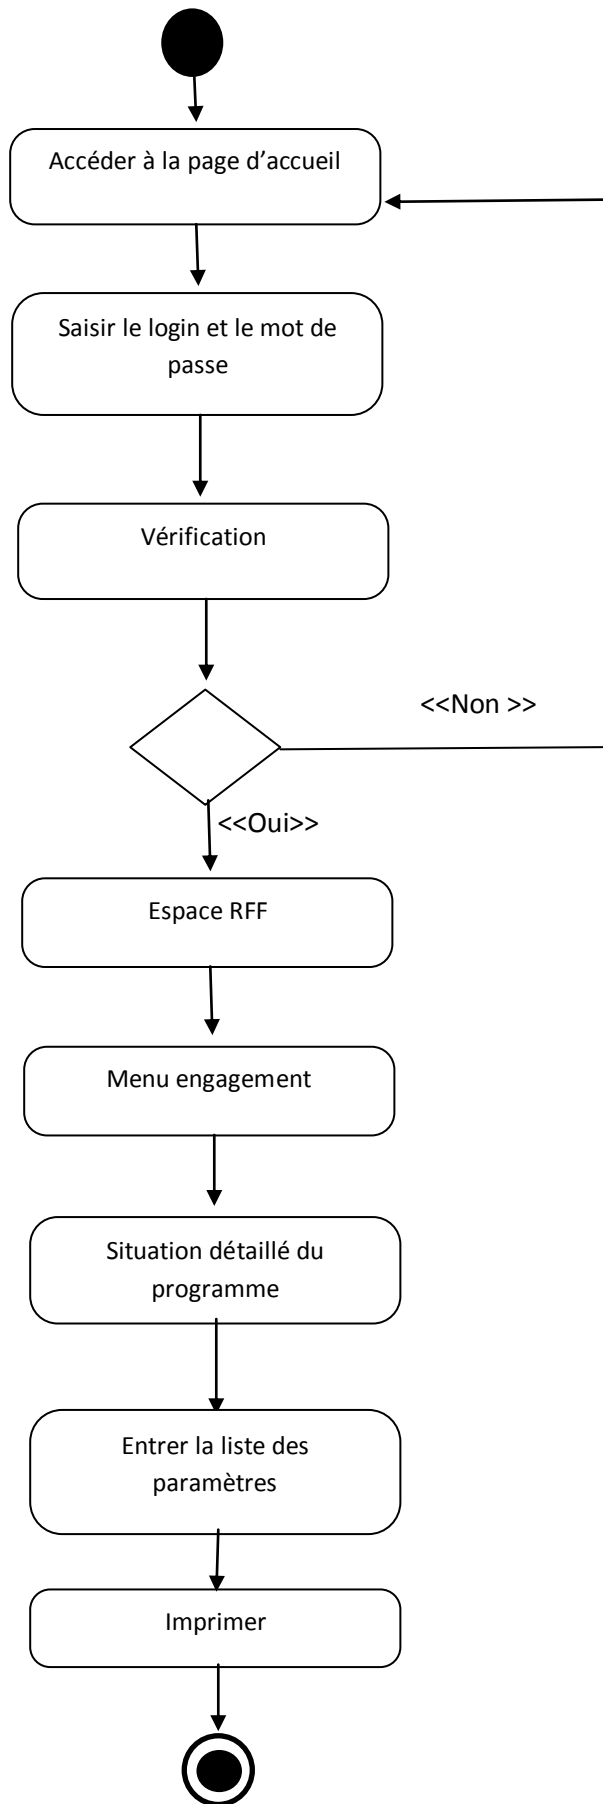 Accéder à la page d’accueil
Saisir le login et le mot de
passe
Vérification
<<Non >>
<<Oui>>
Espace RFF
Menu engagement
Situation détaillé du
programme
Entrer la liste des
paramètres
Imprimer